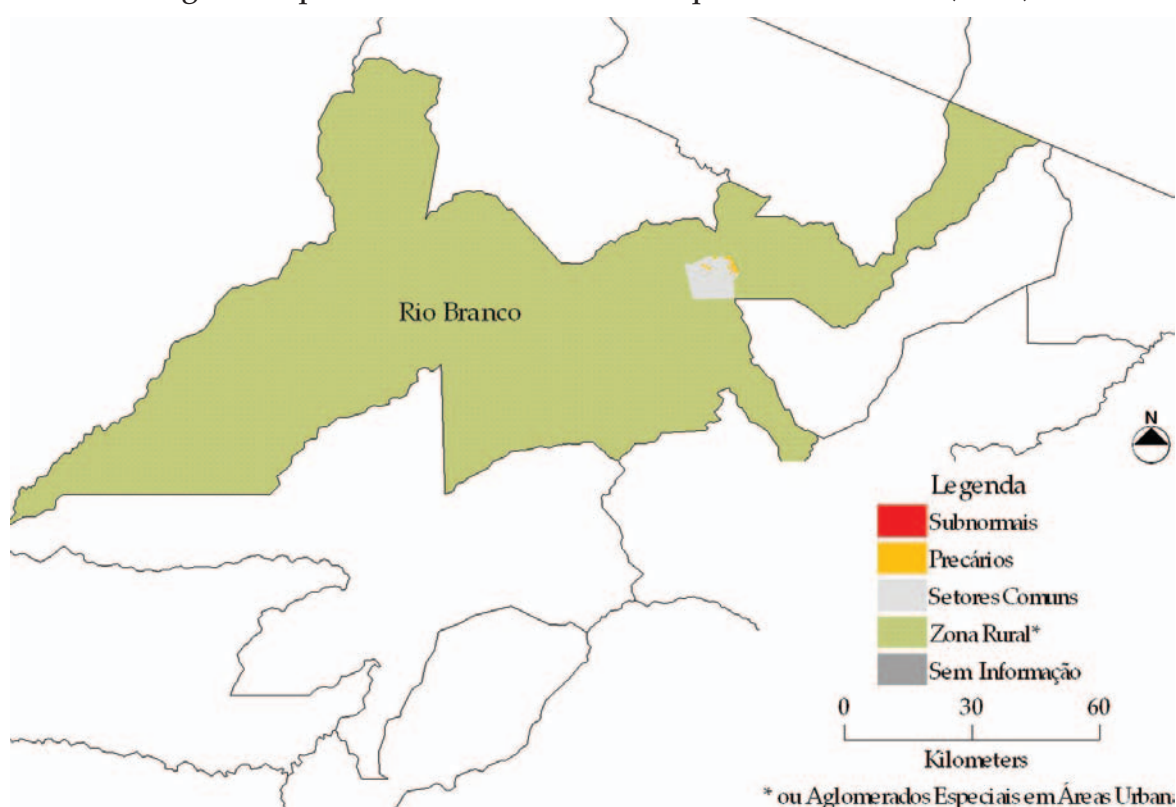 Rio Branco
N
Legenda
Subnormais
Precários
Setores Comuns
Zona Rural*
Sem Informação
0 30 60
Kilometers
* ou Aglomerados Especiais em Áreas Urban